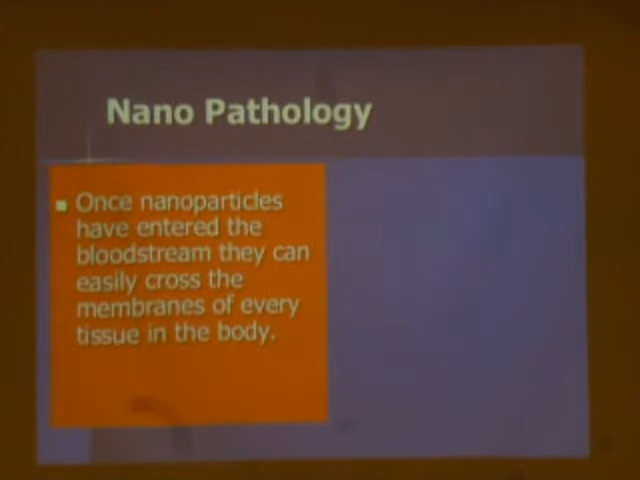 Nano Pathology
Once nanoparticles
have entered the
bloodstream they can
easily cross the
membranes of every
tissue in the body.